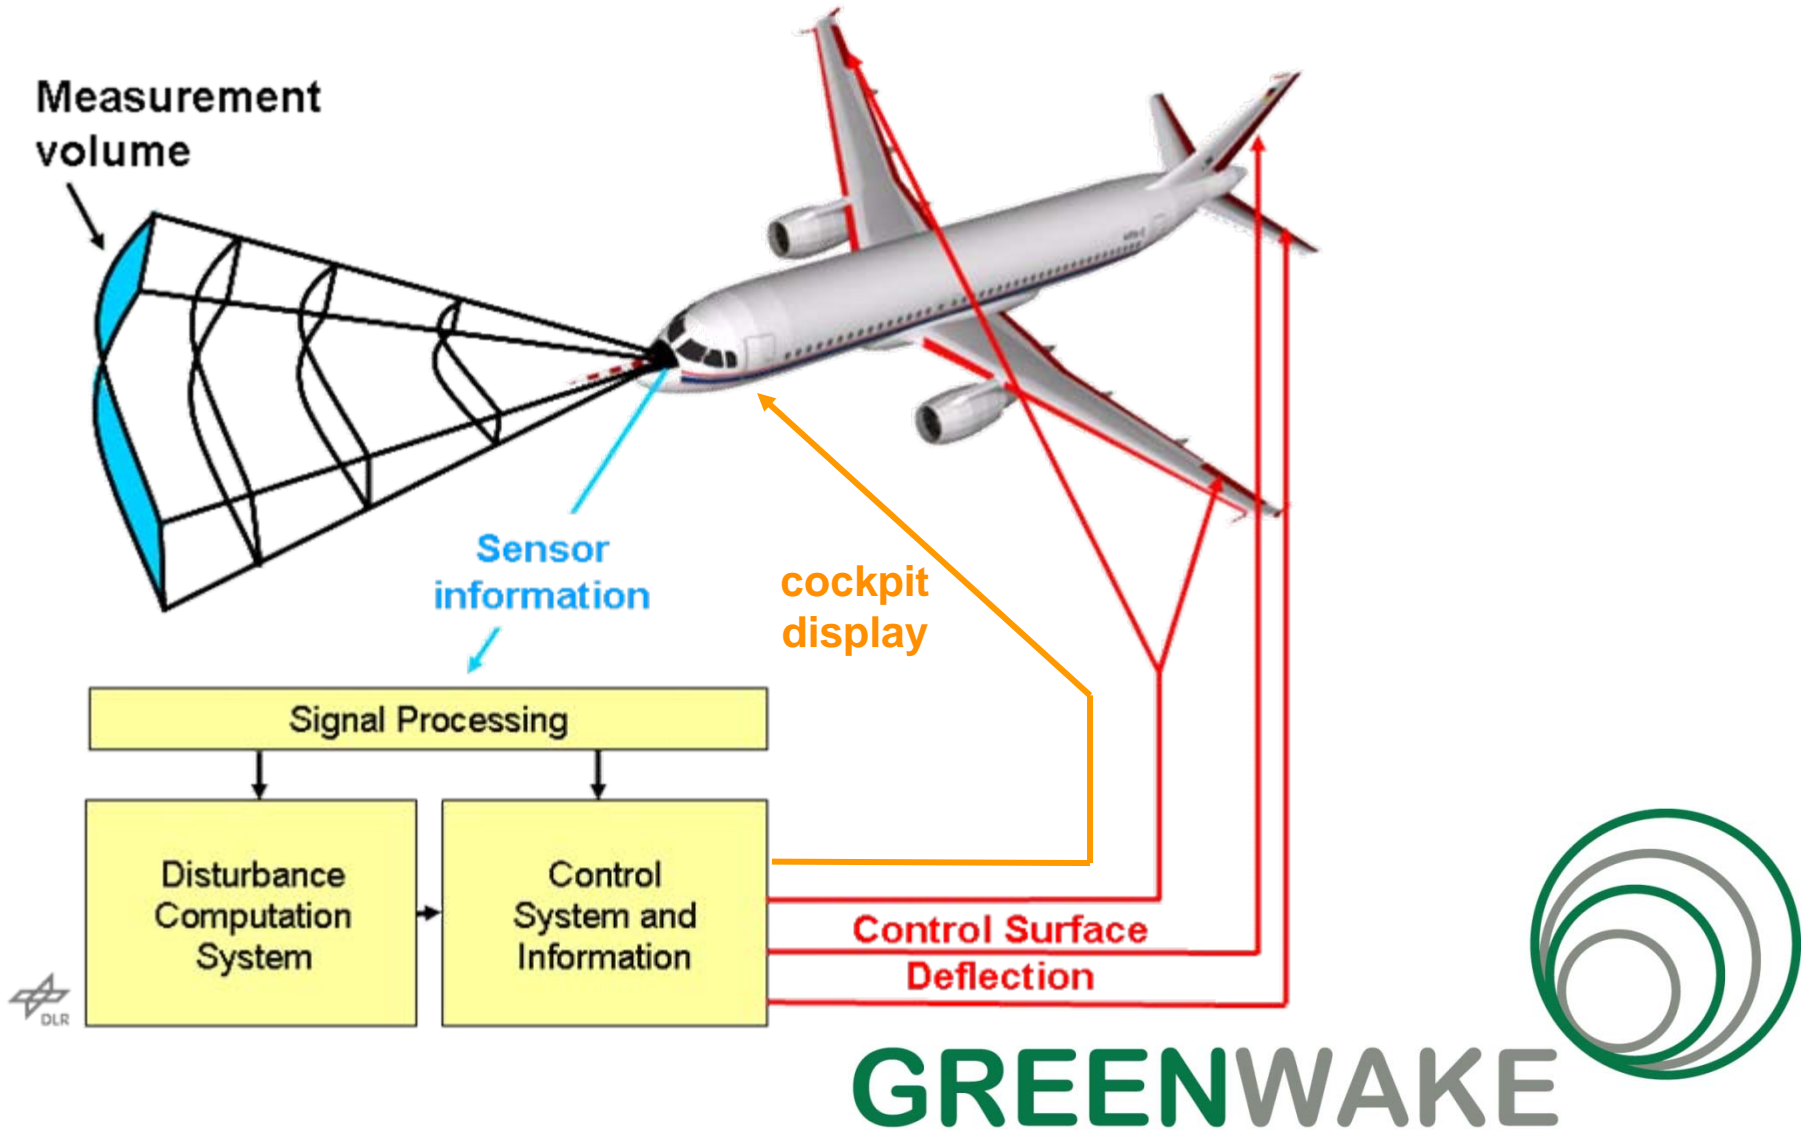 Measurement
volume
Sensor
information
cockpit
display
Signal Processing
Disturbance
Computation
System
Control
System and
Information
Control Surface
Deflection
DLR
GREENWAKE